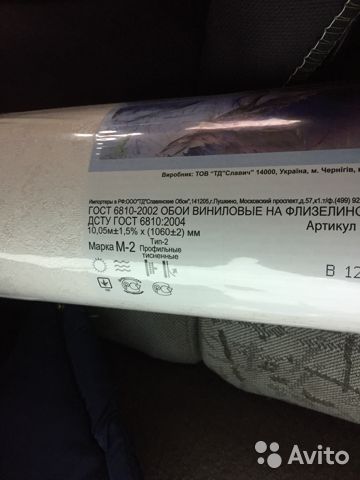 Виробник: ТОВ "ТД"Славич" 14000, Україна, м. Чернігів,
Импортеры в РФ:ООО"ТД"Славянские Обои",141205,г.Пушкино, Московский проспект,д.57,к1.т/ф.(499) 92
ГОСТ 6810-2002 ОБОИ ВИНИЛОВЫЕ НА ФЛИЗЕЛИНО
ДСТУ ГОСТ 6810:2004
Артикул
10,05м±1,5% x (1060±2) мм
Марка М-2 Тип-2
Профильные
тисненные
В 12
РСТ
Avito